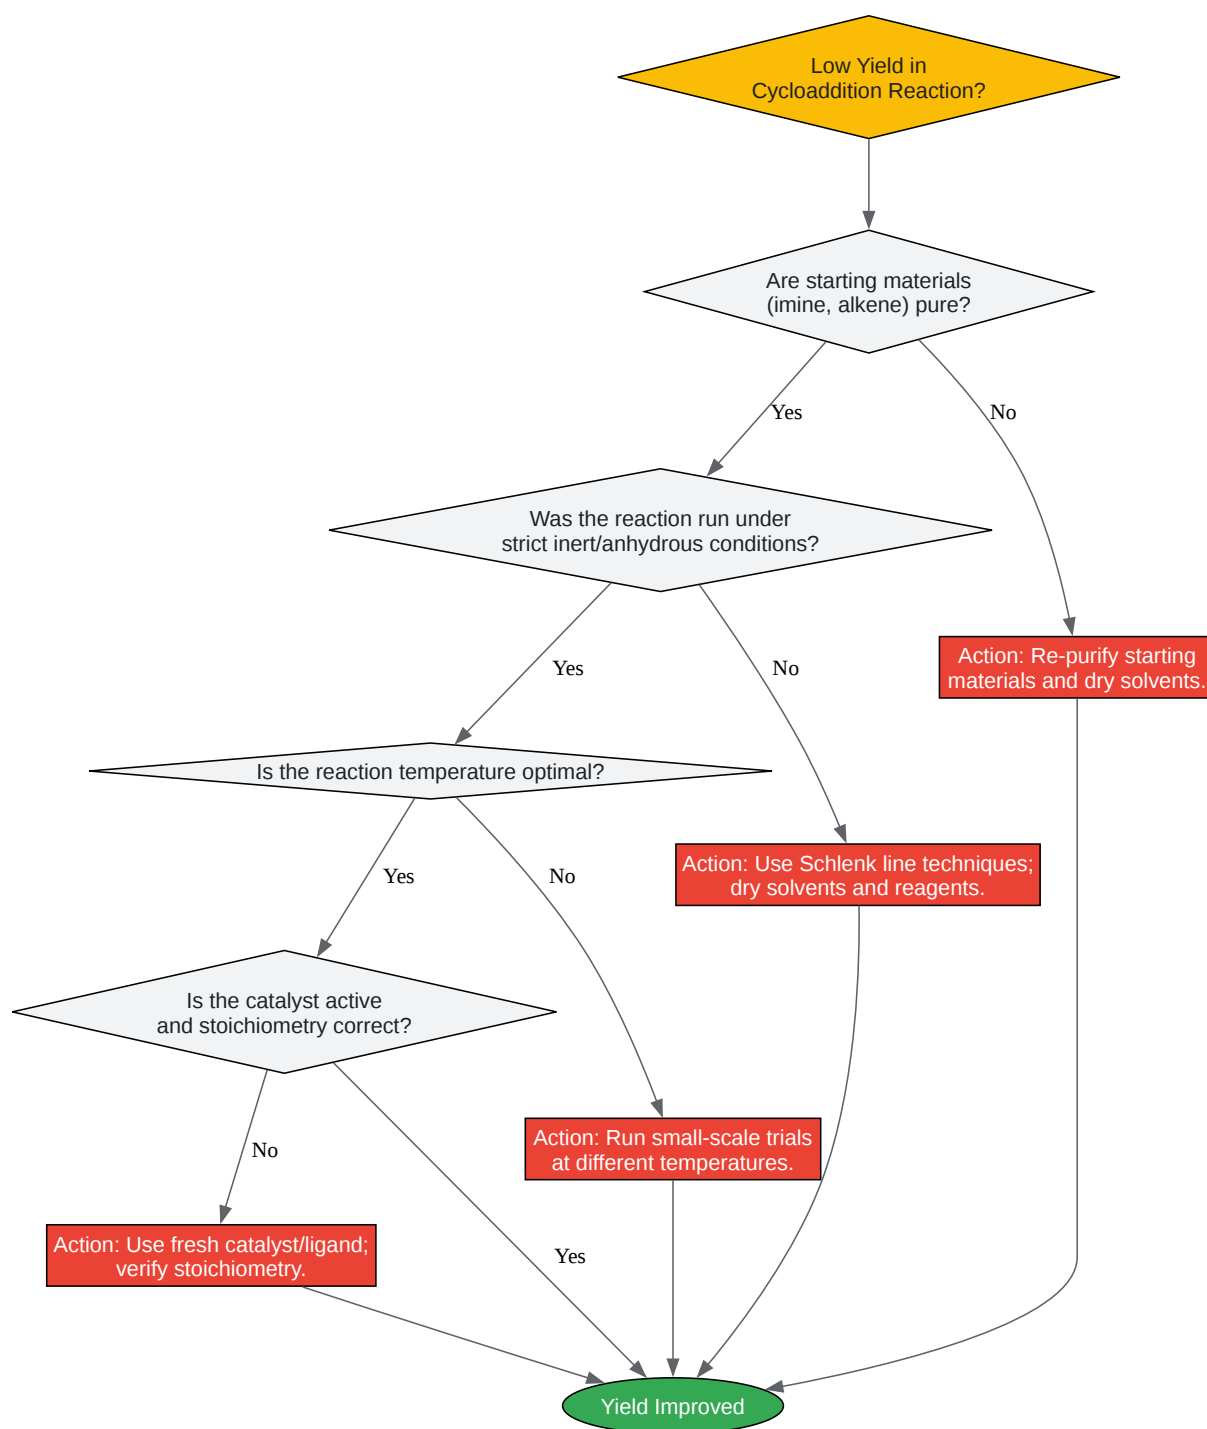 Low Yield in
Cycloaddition Reaction?
Are starting materials
(imine, alkene) pure?
Yes
No
Was the reaction run under
strict inert/anhydrous conditions?
Action: Re-purify starting
materials and dry solvents.
Yes
No
Is the reaction temperature optimal?
Action: Use Schlenk line techniques;
dry solvents and reagents.
Yes
No
Is the catalyst active
and stoichiometry correct?
Action: Run small-scale trials
at different temperatures.
No
Yes
Action: Use fresh catalyst/ligand;
verify stoichiometry.
Yield Improved